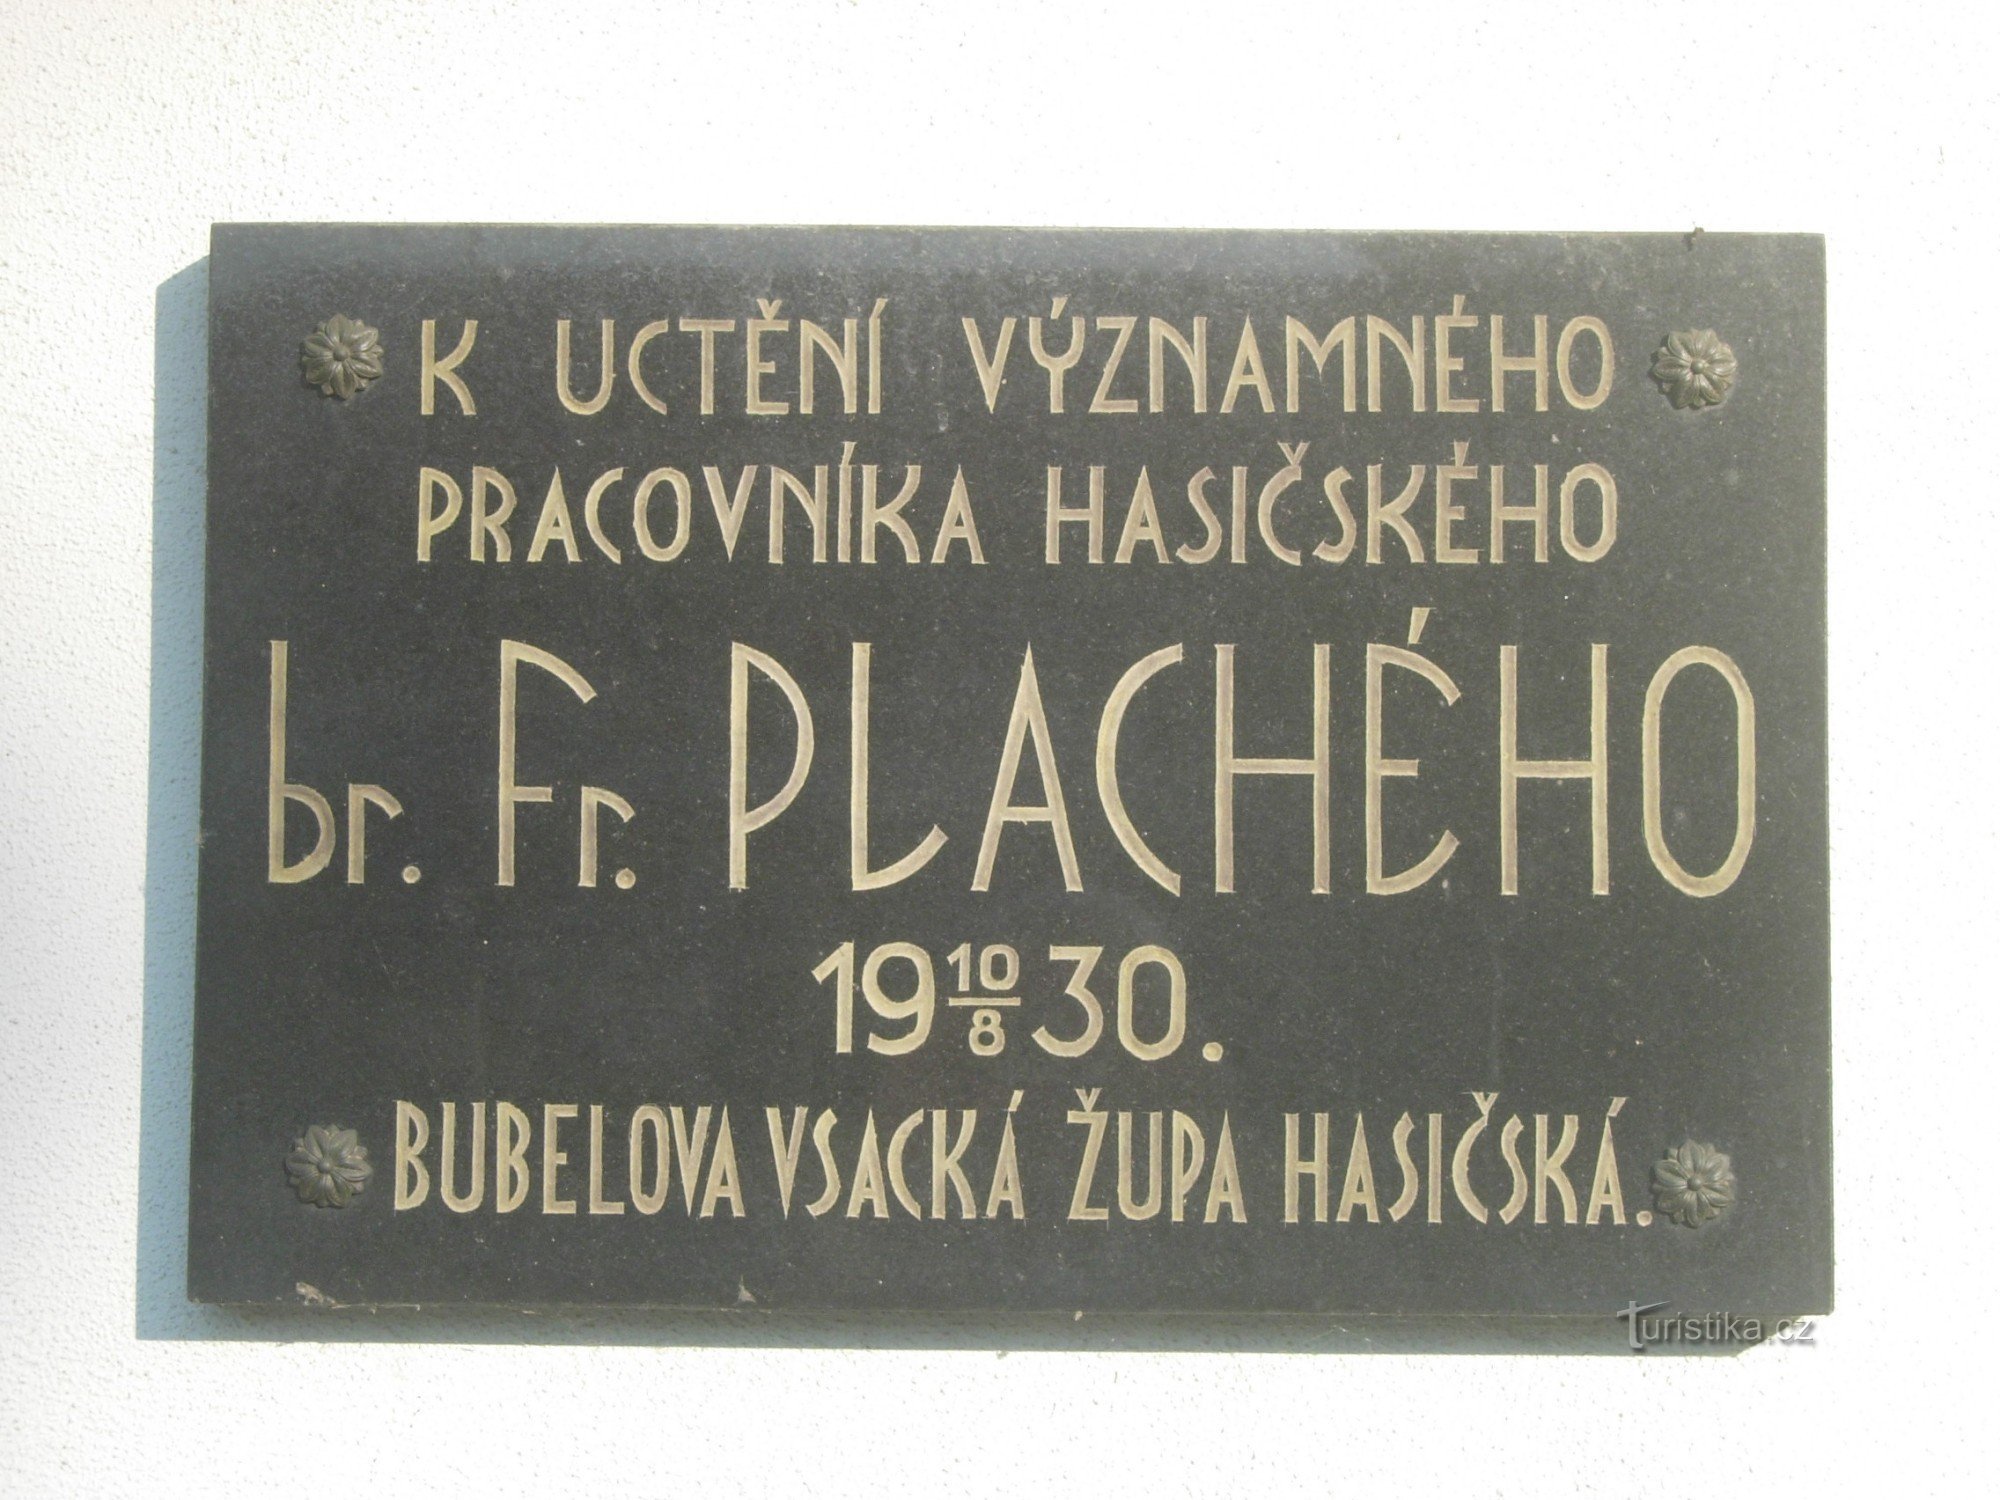 K UCTĚNÍ VÝZNAMNÉHO
PRACOVNÍKA HASIČSKÉHO
br. Fr. PLACHÉHO
19 10/8 30.
BUBELOVA VSACKÁ ŽUPA HASIČSKÁ.
Turistika.cz